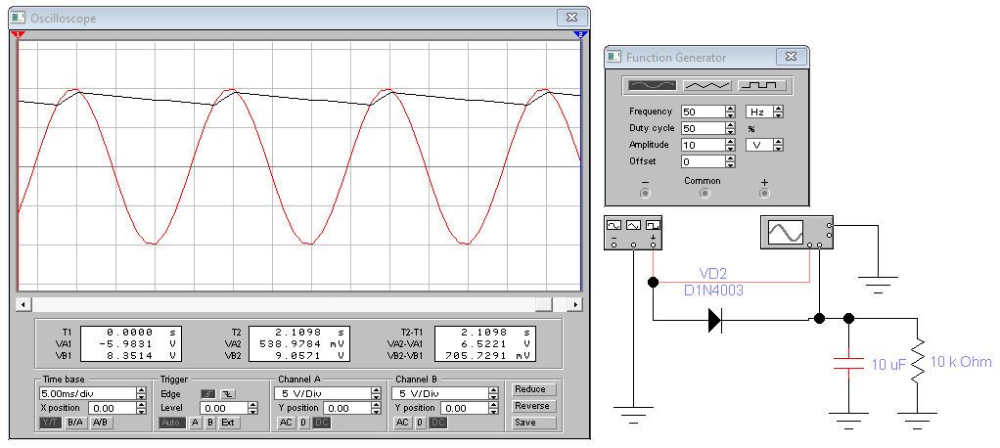 Oscilloscope
1
2
T1 0.0000 s T2 2.1098 s T2-T1 2.1098 s
VA1 -5.9831 V VA2 538.9784 mV VA2-VA1 6.5221 V
VB1 8.3514 V VB2 9.0571 V VB2-VB1 705.7291 mV
Time base Trigger Channel A Channel B Reduce
5.00ms/div Edge 5 V/Div 5 V/Div
X position 0.00 Level 0.00 Y position 0.00 Y position 0.00 Reverse
Y/T B/A A/B Auto A B Ext AC 0 DC AC 0 DC Save
Function Generator
Frequency 50 Hz
Duty cycle 50 %
Amplitude 10 V
Offset 0
− Common +
− +
VD2
D1N4003
10 uF 10 k Ohm